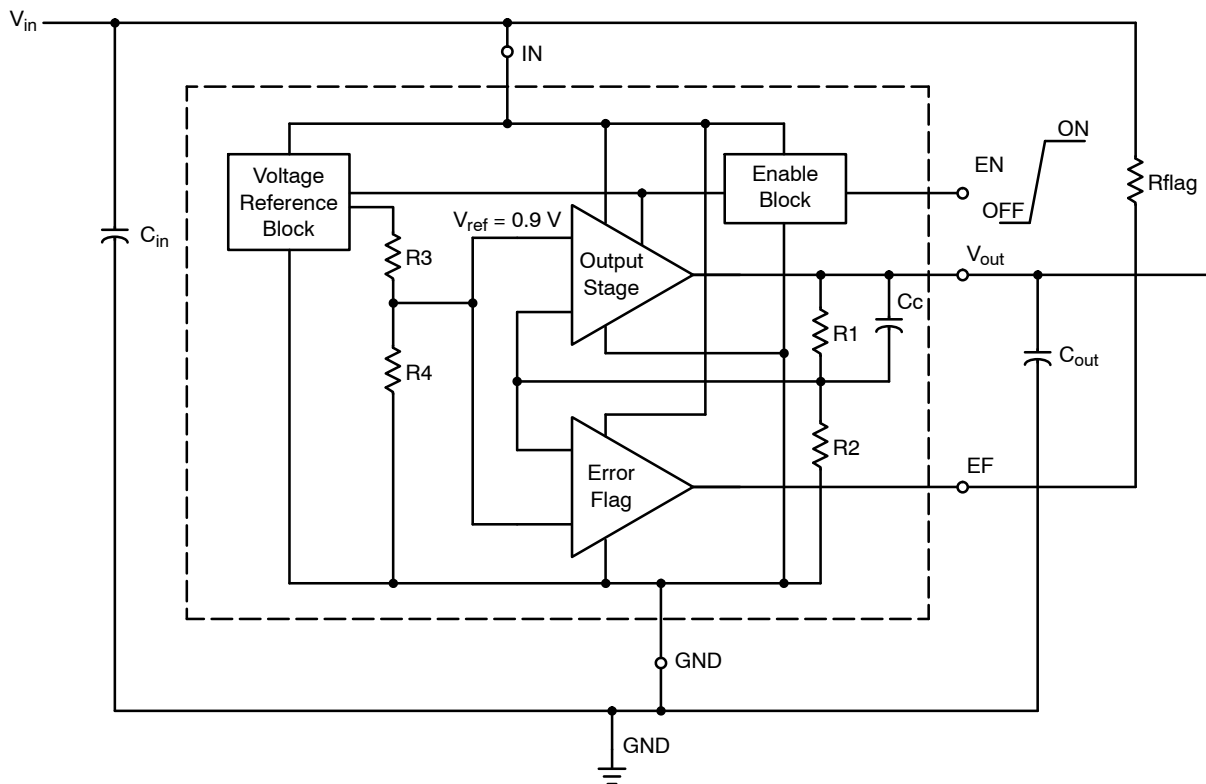 Vin
IN
ON
EN
OFF
Rflag
Voltage
Reference
Block
Enable
Block
Vref = 0.9 V
Cin
R3
Output
Stage
Vout
Cc
R1
Cout
R4
R2
Error
Flag
EF
GND
GND